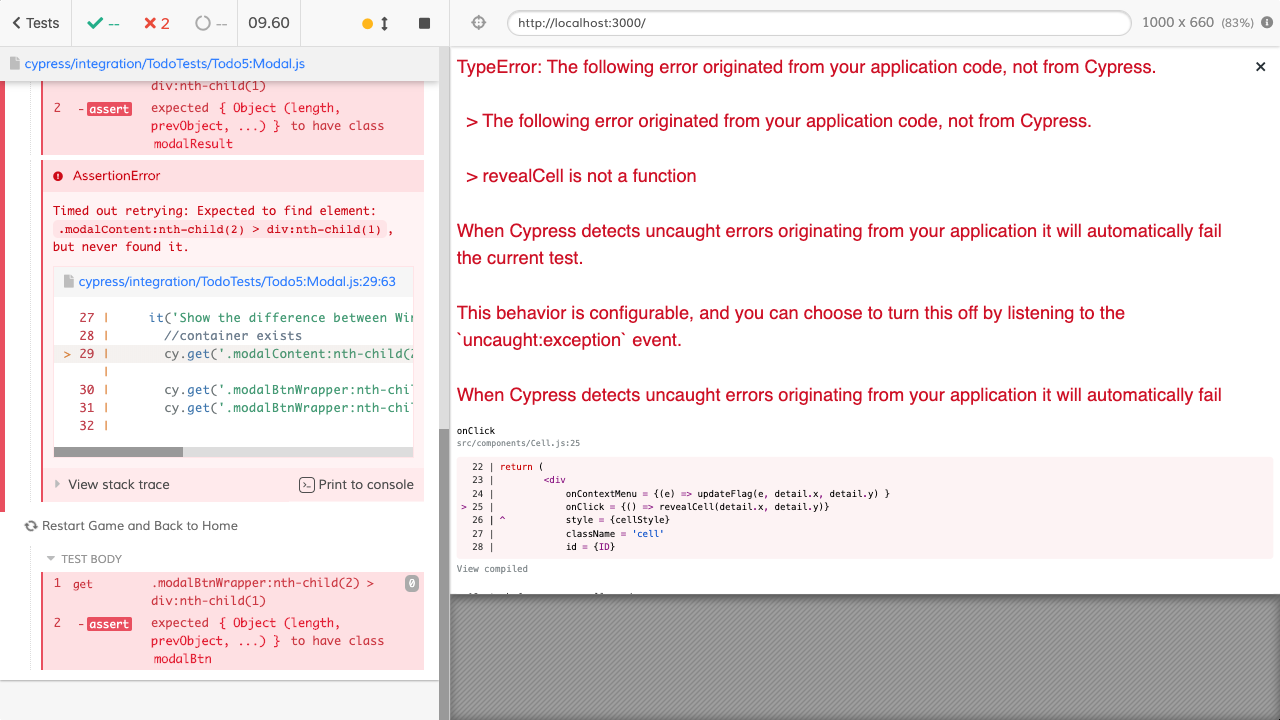 Tests
--
2
--
09.60
http://localhost:3000/
1000 x 660 (83%)
cypress/integration/TodoTests/Todo5:Modal.js
div:nth-child(1)
2 -assert expected { Object (length,
prevObject, ...) } to have class
modalResult
AssertionError
Timed out retrying: Expected to find element:
.modalContent:nth-child(2) > div:nth-child(1),
but never found it.
cypress/integration/TodoTests/Todo5:Modal.js:29:63
27 | it('Show the difference between Win
28 | //container exists
> 29 | cy.get('.modalContent:nth-child(2
|
30 | cy.get('.modalBtnWrapper:nth-chil
31 | cy.get('.modalBtnWrapper:nth-chil
32 |
View stack trace
Print to console
Restart Game and Back to Home
TEST BODY
1 get .modalBtnWrapper:nth-child(2) > 0
div:nth-child(1)
2 -assert expected { Object (length,
prevObject, ...) } to have class
modalBtn
TypeError: The following error originated from your application code, not from Cypress.
> The following error originated from your application code, not from Cypress.
> revealCell is not a function
When Cypress detects uncaught errors originating from your application it will automatically fail
the current test.
This behavior is configurable, and you can choose to turn this off by listening to the
`uncaught:exception` event.
When Cypress detects uncaught errors originating from your application it will automatically fail
onClick
src/components/Cell.js:25
22 | return (
23 | <div
24 | onContextMenu = {(e) => updateFlag(e, detail.x, detail.y) }
> 25 | onClick = {() => revealCell(detail.x, detail.y)}
26 | ^ style = {cellStyle}
27 | className = 'cell'
28 | id = {ID}
View compiled